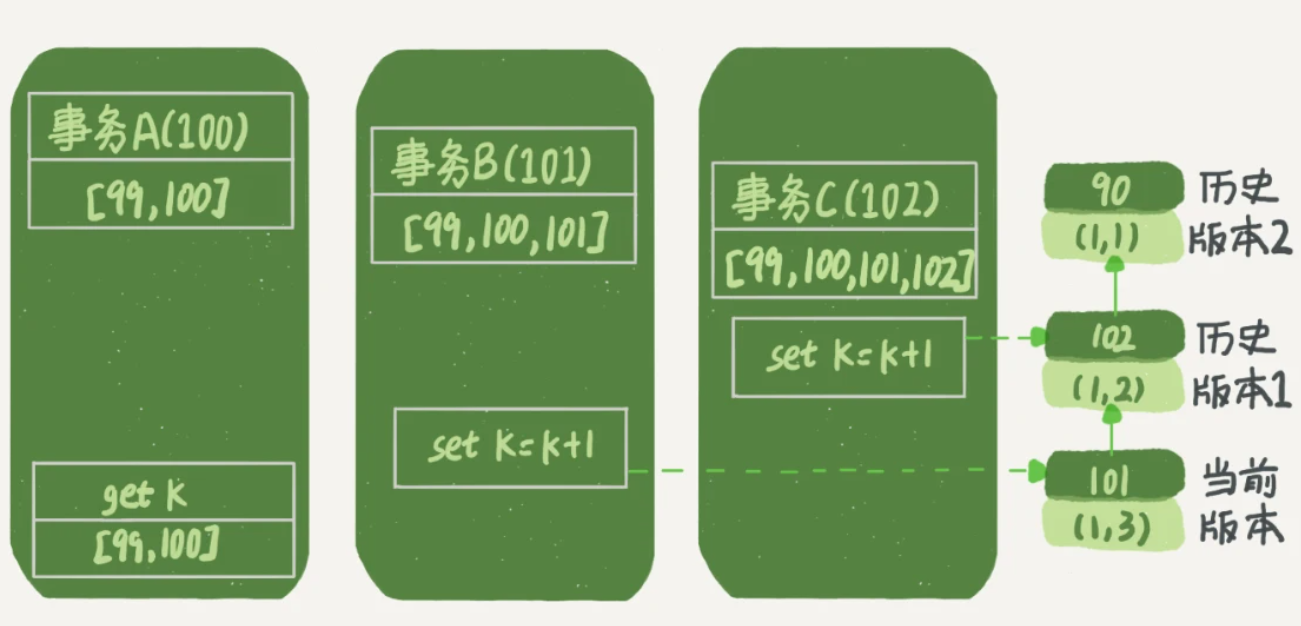 事务A(100)
[99,100]
get k
[99,100]
事务B(101)
[99,100,101]
set k=k+1
事务C(102)
[99,100,101,102]
set k=k+1
90
(1,1)
历史
版本2
102
(1,2)
历史
版本1
101
(1,3)
当前
版本